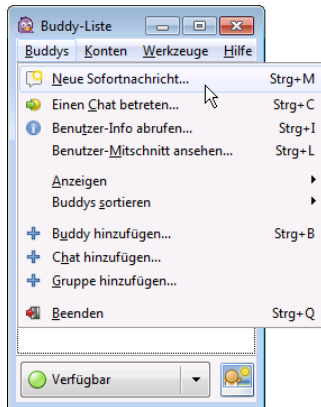 Buddy-Liste
Buddys Konten Werkzeuge Hilfe
Neue Sofortnachricht... Strg+M
Einen Chat betreten... Strg+C
Benutzer-Info abrufen... Strg+I
Benutzer-Mitschnitt ansehen... Strg+L
Anzeigen
Buddys sortieren
Buddy hinzufügen... Strg+B
Chat hinzufügen...
Gruppe hinzufügen...
Beenden Strg+Q
Verfügbar